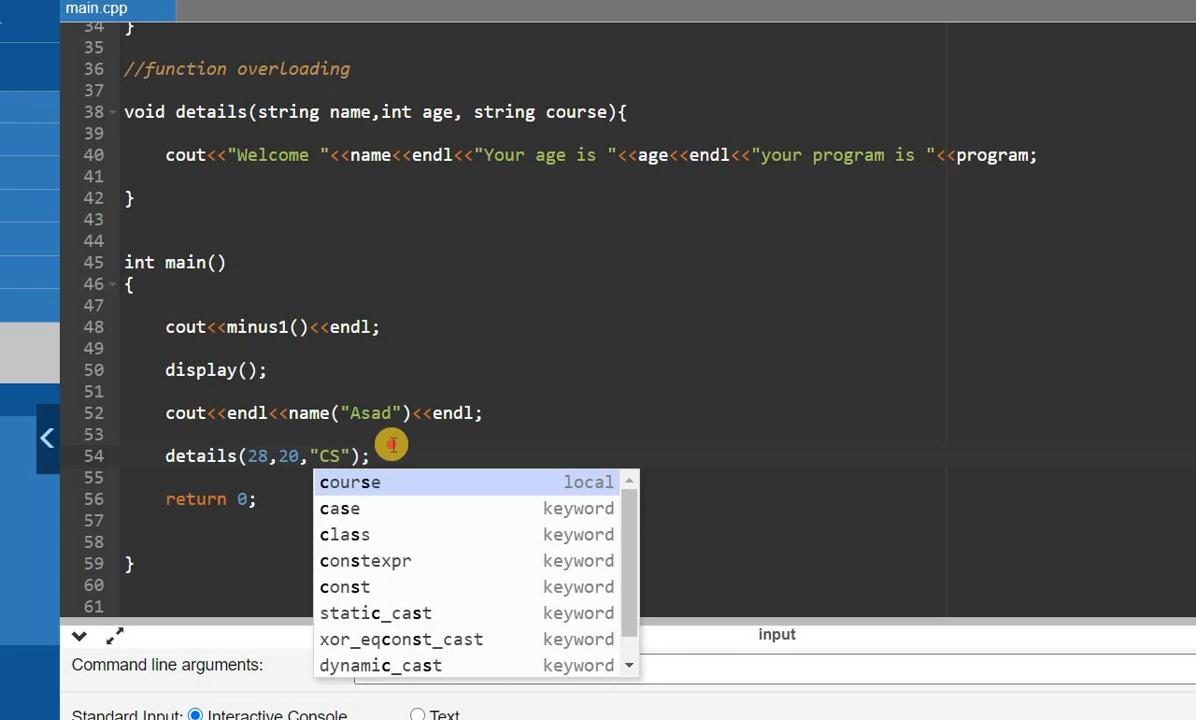 main.cpp
34 }
35
36 //function overloading
37
38 void details(string name,int age, string course){
39
40 cout<<"Welcome "<<name<<endl<<"Your age is "<<age<<endl<<"your program is "<<program;
41
42 }
43
44
45 int main()
46 {
47
48 cout<<minus1()<<endl;
49
50 display();
51
52 cout<<endl<<name("Asad")<<endl;
53
54 details(28,20,"CS");
55
course local
56 return 0;
case keyword
57
class keyword
58
constexpr keyword
59 }
const keyword
60
static_cast keyword
61
xor_eqconst_cast keyword
input
dynamic_cast keyword
Command line arguments:
Standard Input: Interactive Console Text